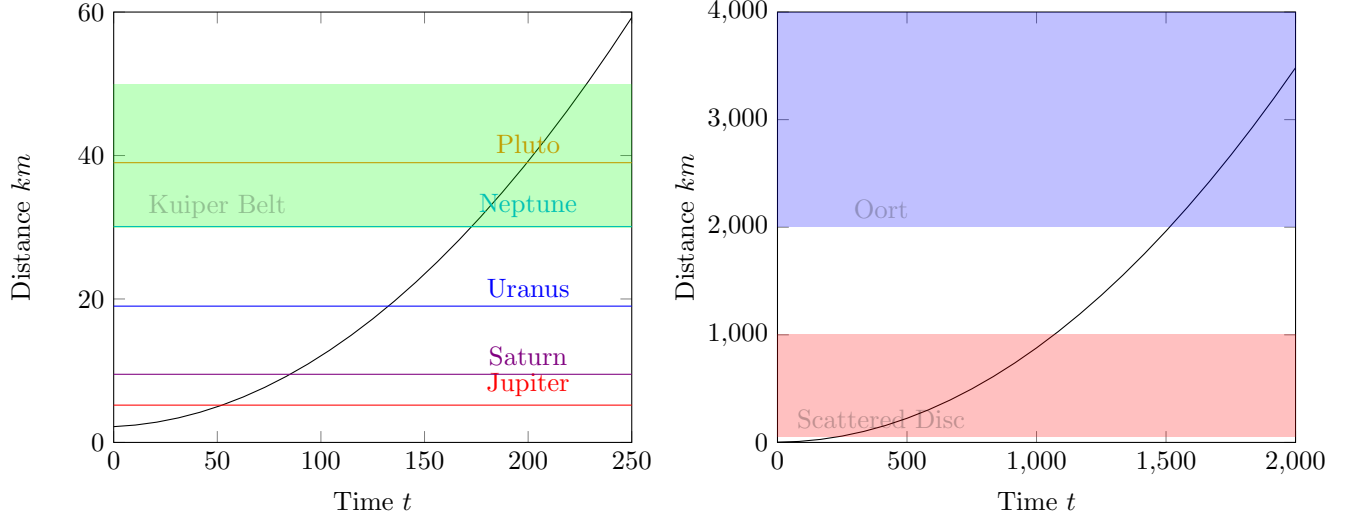 60
40
20
0
Distance km
Pluto
Kuiper Belt
Neptune
Uranus
Saturn
Jupiter
0 50 100 150 200 250
Time t
4,000
3,000
2,000
1,000
0
Distance km
Oort
Scattered Disc
0 500 1,000 1,500 2,000
Time t